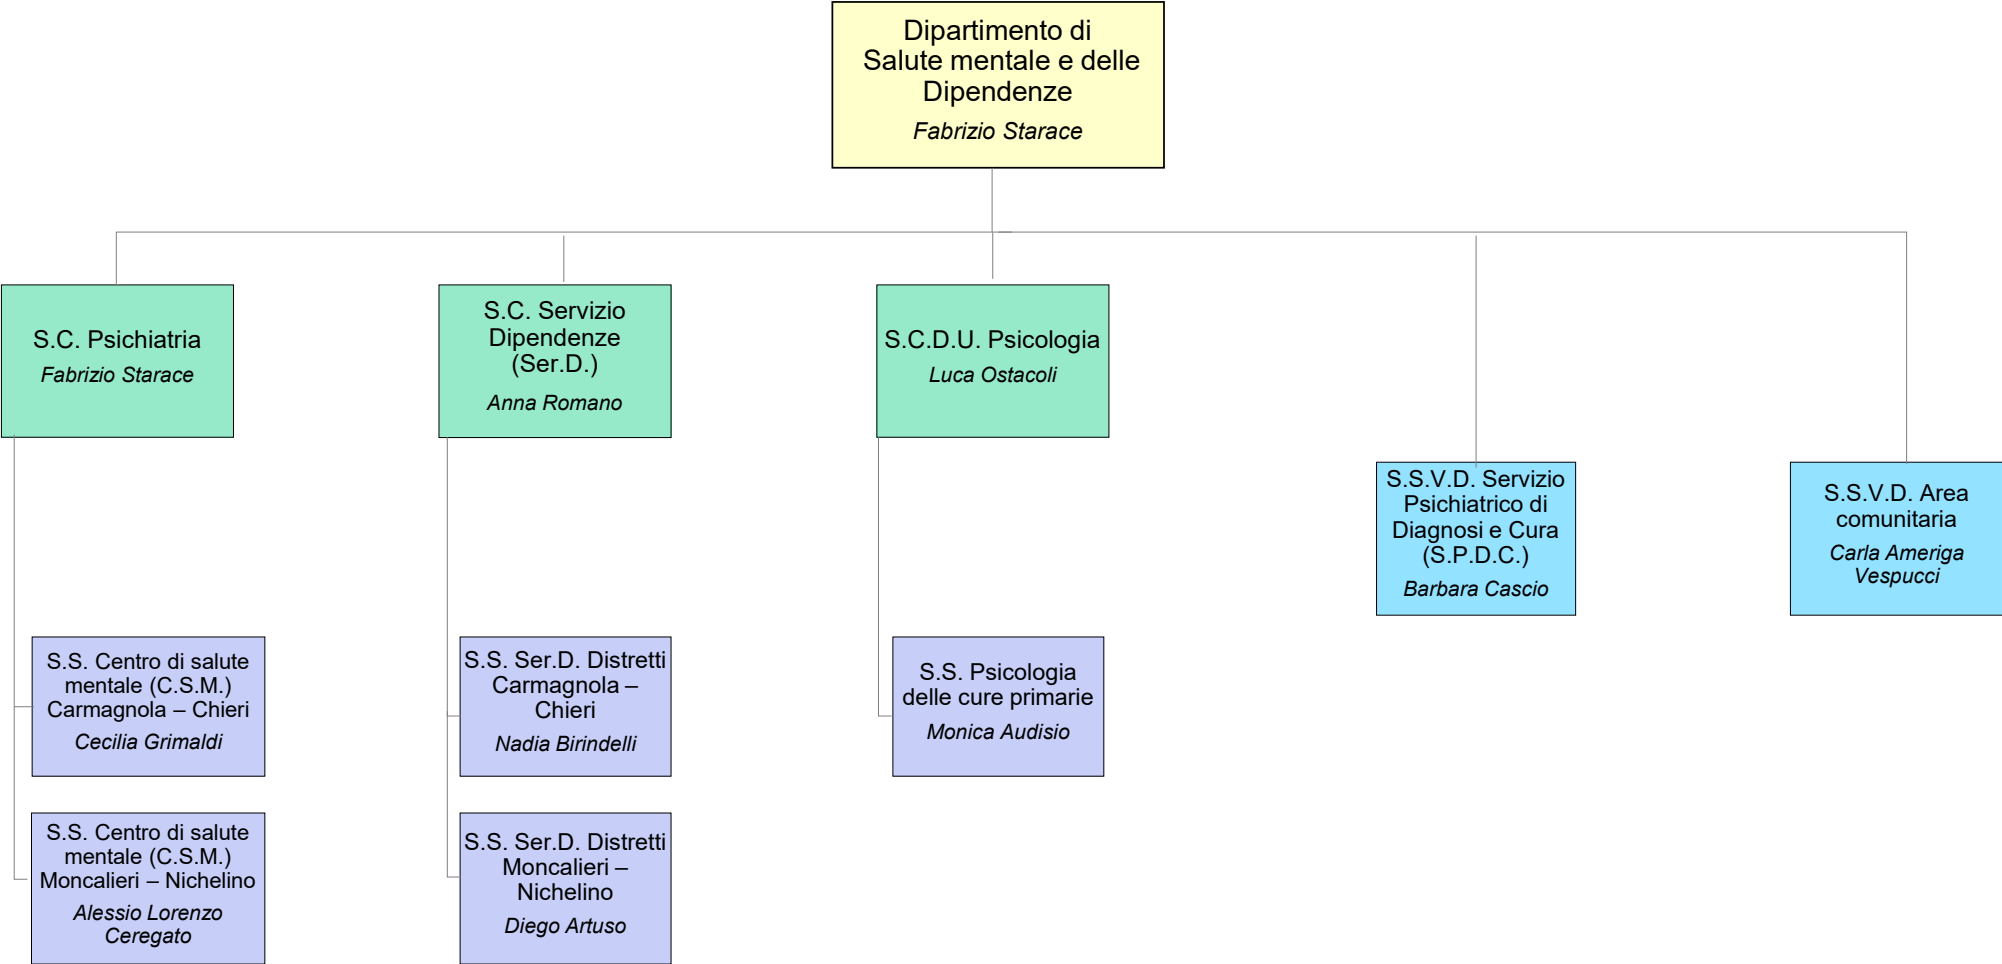 Dipartimento di
Salute mentale e delle
Dipendenze
Fabrizio Starace
S.C. Psichiatria
Fabrizio Starace
S.C. Servizio
Dipendenze
(Ser.D.)
Anna Romano
S.C.D.U. Psicologia
Luca Ostacoli
S.S.V.D. Servizio
Psichiatrico di
Diagnosi e Cura
(S.P.D.C.)
Barbara Cascio
S.S.V.D. Area
comunitaria
Carla Ameriga
Vespucci
S.S. Centro di salute
mentale (C.S.M.)
Carmagnola – Chieri
Cecilia Grimaldi
S.S. Ser.D. Distretti
Carmagnola –
Chieri
Nadia Birindelli
S.S. Psicologia
delle cure primarie
Monica Audisio
S.S. Centro di salute
mentale (C.S.M.)
Moncalieri – Nichelino
Alessio Lorenzo
Ceregato
S.S. Ser.D. Distretti
Moncalieri –
Nichelino
Diego Artuso